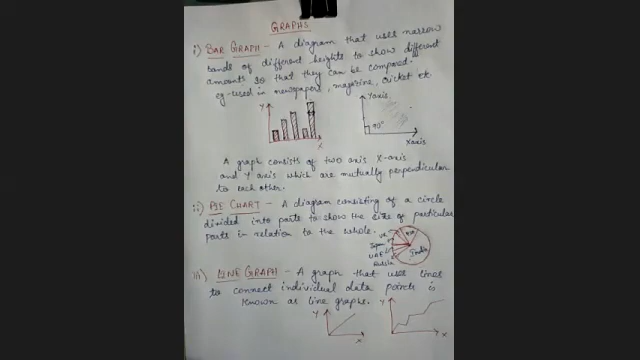 GRAPHS
i) BAR GRAPH - A diagram that uses narrow
bands of different heights to show different
amounts so that they can be compared.
eg - used in newspapers, magazine, cricket etc.
Y
X
Y axis
90°
X axis
A graph consists of two axis X-axis
and Y axis which are mutually perpendicular
to each other.
ii) PIE CHART - A diagram consisting of a circle
divided into parts to show the size of particular
parts in relation to the whole.
Japan
UAE
Russia
India
iii) LINE GRAPH - A graph that uses lines
to connect individual data points is
known as line graphs.
Y
X
Y
X